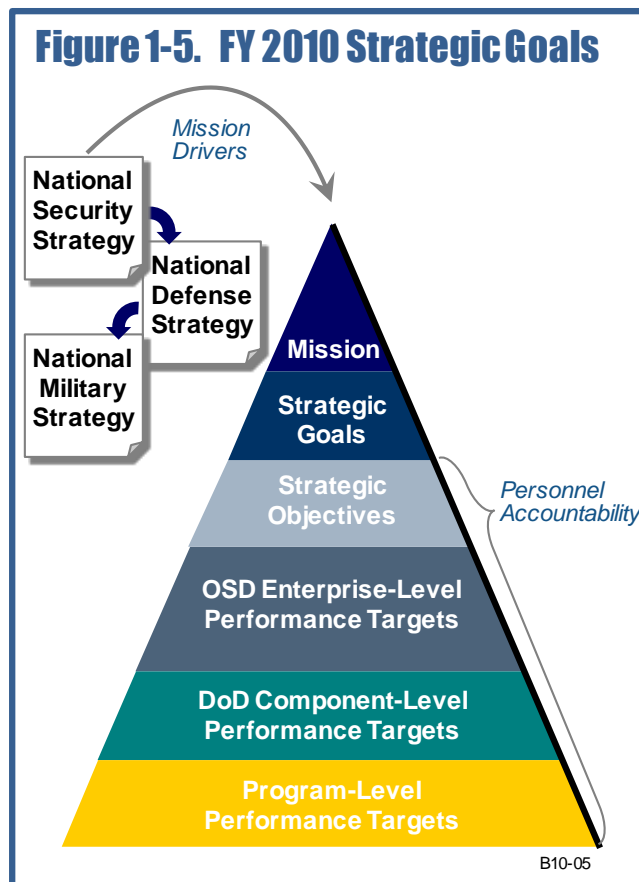 Figure 1-5. FY 2010 Strategic Goals
Mission
Drivers
National
Security
Strategy
National
Defense
Strategy
National
Military
Strategy
Mission
Strategic
Goals
Strategic
Objectives
Personnel
Accountability
OSD Enterprise-Level
Performance Targets
DoD Component-Level
Performance Targets
Program-Level
Performance Targets
B10-05